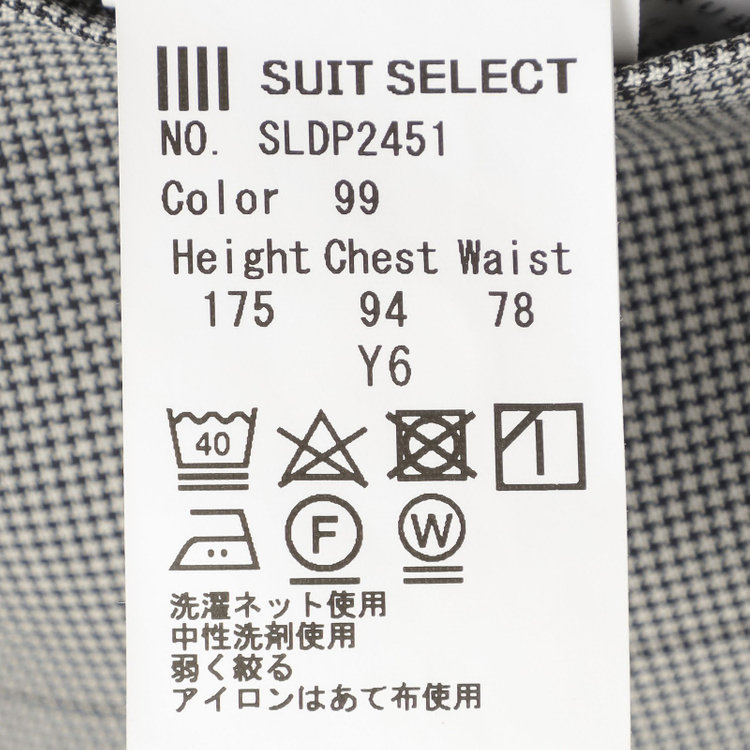 SUIT SELECT
NO. SLDP2451
Color 99
Height Chest Waist
175 94 78
Y6
40
F W
洗濯ネット使用
中性洗剤使用
弱く絞る
アイロンはあて布使用